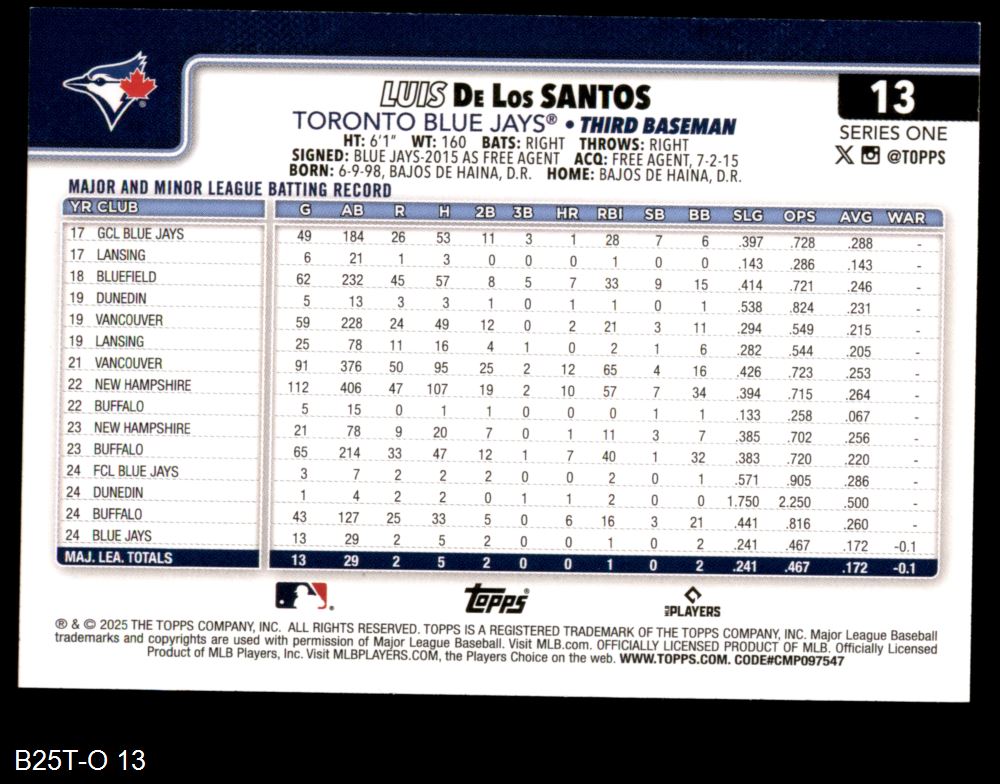 LUIS DE LOS SANTOS
13
TORONTO BLUE JAYS® • THIRD BASEMAN
SERIES ONE
HT: 6'1" WT: 160 BATS: RIGHT THROWS: RIGHT
@TOPPS
SIGNED: BLUE JAYS-2015 AS FREE AGENT ACQ: FREE AGENT, 7-2-15
BORN: 6-9-98, BAJOS DE HAINA, D.R. HOME: BAJOS DE HAINA, D.R.
MAJOR AND MINOR LEAGUE BATTING RECORD
YR CLUB G AB R H 2B 3B HR RBI SB BB SLG OPS AVG WAR
17 GCL BLUE JAYS 49 184 26 53 11 3 1 28 7 6 .397 .728 .288 -
17 LANSING 6 21 1 3 0 0 0 1 0 0 .143 .286 .143 -
18 BLUEFIELD 62 232 45 57 8 5 7 33 9 15 .414 .721 .246 -
19 DUNEDIN 5 13 3 3 1 0 1 1 0 1 .538 .824 .231 -
19 VANCOUVER 59 228 24 49 12 0 2 21 3 11 .294 .549 .215 -
19 LANSING 25 78 11 16 4 1 0 2 1 6 .282 .544 .205 -
21 VANCOUVER 91 376 50 95 25 2 12 65 4 16 .426 .723 .253 -
22 NEW HAMPSHIRE 112 406 47 107 19 2 10 57 7 34 .394 .715 .264 -
22 BUFFALO 5 15 0 1 1 0 0 0 1 1 .133 .258 .067 -
23 NEW HAMPSHIRE 21 78 9 20 7 0 1 11 3 7 .385 .702 .256 -
23 BUFFALO 65 214 33 47 12 1 7 40 1 32 .383 .720 .220 -
24 FCL BLUE JAYS 3 7 2 2 2 0 0 2 0 1 .571 .905 .286 -
24 DUNEDIN 1 4 2 2 0 1 1 2 0 0 1.750 2.250 .500 -
24 BUFFALO 43 127 25 33 5 0 6 16 3 21 .441 .816 .260 -
24 BLUE JAYS 13 29 2 5 2 0 0 1 0 2 .241 .467 .172 -0.1
MAJ. LEA. TOTALS 13 29 2 5 2 0 0 1 0 2 .241 .467 .172 -0.1
Topps®
MLB PLAYERS
® & © 2025 THE TOPPS COMPANY, INC. ALL RIGHTS RESERVED. TOPPS IS A REGISTERED TRADEMARK OF THE TOPPS COMPANY, INC. Major League Baseball
trademarks and copyrights are used with permission of Major League Baseball. Visit MLB.com. OFFICIALLY LICENSED PRODUCT OF MLB. Officially Licensed
Product of MLB Players, Inc. Visit MLBPLAYERS.COM, the Players Choice on the web. WWW.TOPPS.COM. CODE#CMP097547
B25T-O 13